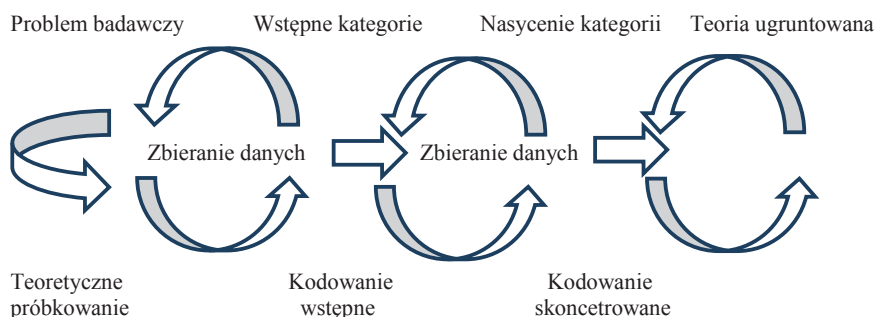 Problem badawczy Wstępne kategorie Nasycenie kategorii Teoria ugruntowana
Zbieranie danych Zbieranie danych
Teoretyczne
próbkowanie
Kodowanie
wstępne
Kodowanie
skoncetrowane